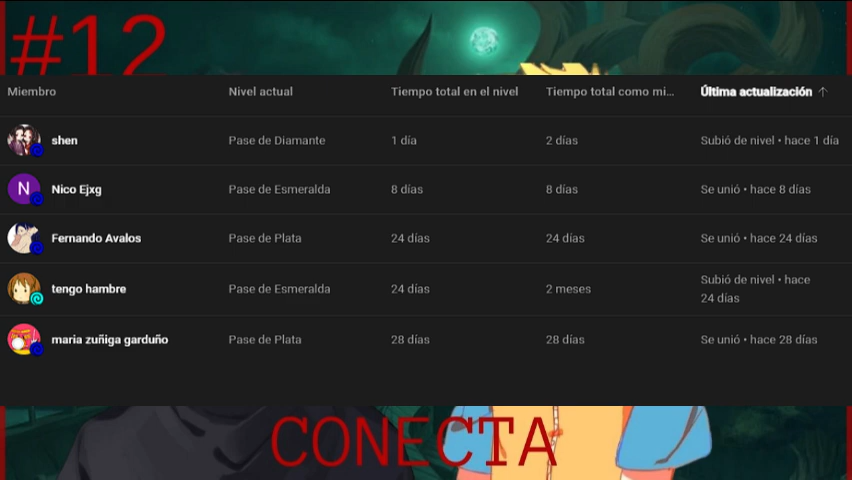 #12
Miembro Nivel actual Tiempo total en el nivel Tiempo total como mi... Última actualización ↑
shen Pase de Diamante 1 día 2 días Subió de nivel • hace 1 día
N
Nico Ejxg Pase de Esmeralda 8 días 8 días Se unió • hace 8 días
Fernando Avalos Pase de Plata 24 días 24 días Se unió • hace 24 días
tengo hambre Pase de Esmeralda 24 días 2 meses Subió de nivel • hace
24 días
maria zuñiga garduño Pase de Plata 28 días 28 días Se unió • hace 28 días
CONECTA